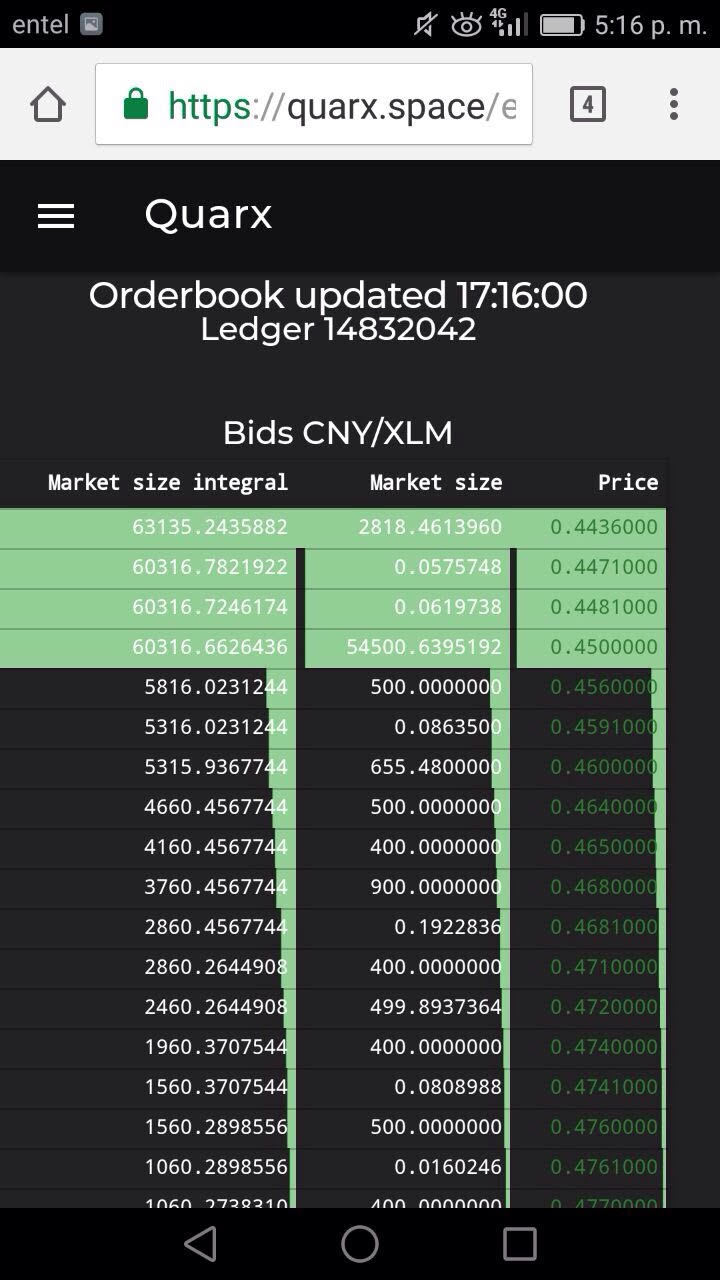 entel 4G 5:16 p. m.
4
https://quarx.space/e
Quarx
Orderbook updated 17:16:00
Ledger 14832042
Bids CNY/XLM
Market size integral Market size Price
63135.2435882 2818.4613960 0.4436000
60316.7821922 0.0575748 0.4471000
60316.7246174 0.0619738 0.4481000
60316.6626436 54500.6395192 0.4500000
5816.0231244 500.0000000 0.4560000
5316.0231244 0.0863500 0.4591000
5315.9367744 655.4800000 0.4600000
4660.4567744 500.0000000 0.4640000
4160.4567744 400.0000000 0.4650000
3760.4567744 900.0000000 0.4680000
2860.4567744 0.1922836 0.4681000
2860.2644908 400.0000000 0.4710000
2460.2644908 499.8937364 0.4720000
1960.3707544 400.0000000 0.4740000
1560.3707544 0.0808988 0.4741000
1560.2898556 500.0000000 0.4760000
1060.2898556 0.0160246 0.4761000
1060.2738310 400.0000000 0.4770000